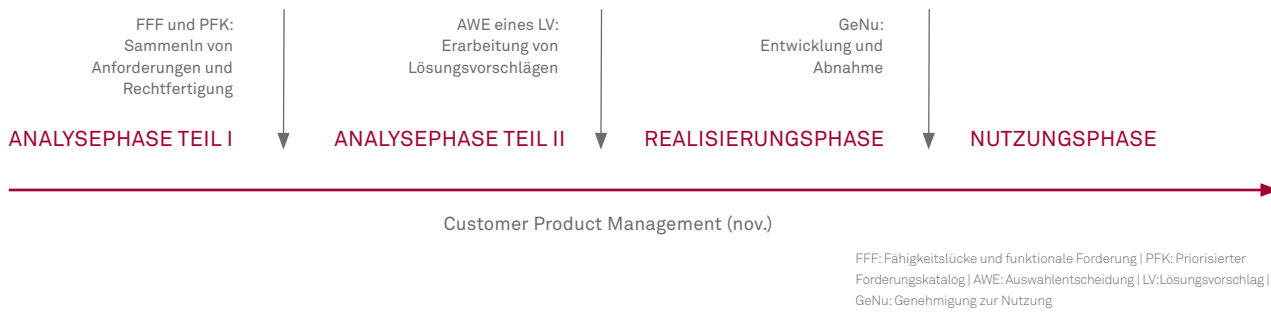 FFF und PFK:
Sammenln von
Anforderungen und
Rechtfertigung
AWE eines LV:
Erarbeitung von
Lösungsvorschlägen
GeNu:
Entwicklung und
Abnahme
ANALYSEPHASE TEIL I
ANALYSEPHASE TEIL II
REALISIERUNGSPHASE
NUTZUNGSPHASE
Customer Product Management (nov.)
FFF: Fähigkeitslücke und funktionale Forderung | PFK: Priorisierter
Forderungskatalog | AWE: Auswahlentscheidung | LV:Lösungsvorschlag |
GeNu: Genehmigung zur Nutzung